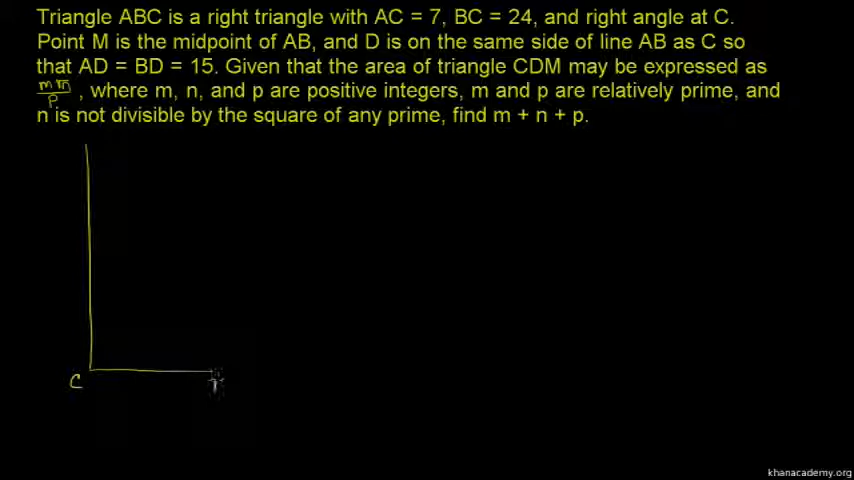 Triangle ABC is a right triangle with AC = 7, BC = 24, and right angle at C.
Point M is the midpoint of AB, and D is on the same side of line AB as C so
that AD = BD = 15. Given that the area of triangle CDM may be expressed as
m√n/p , where m, n, and p are positive integers, m and p are relatively prime, and
n is not divisible by the square of any prime, find m + n + p.
C
khanacademy.org